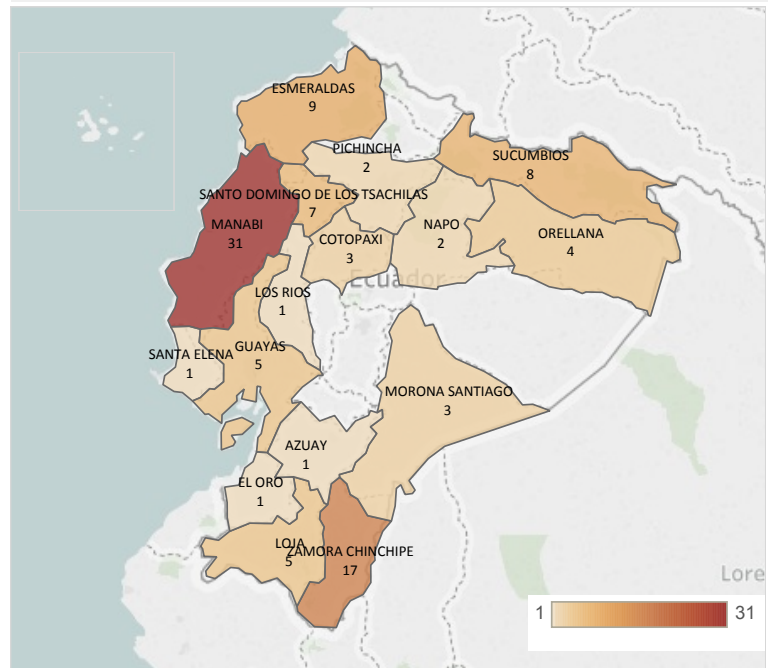 ESMERALDAS
9
PICHINCHA
2
SUCUMBIOS
8
SANTO DOMINGO DE LOS TSACHILAS
7
MANABI
31
COTOPAXI
3
NAPO
2
ORELLANA
4
Ecuador
LOS RIOS
1
GUAYAS
5
SANTA ELENA
1
MORONA SANTIAGO
3
AZUAY
1
EL ORO
1
LOJA
5
ZAMORA CHINCHIPE
17
Lore
1
31